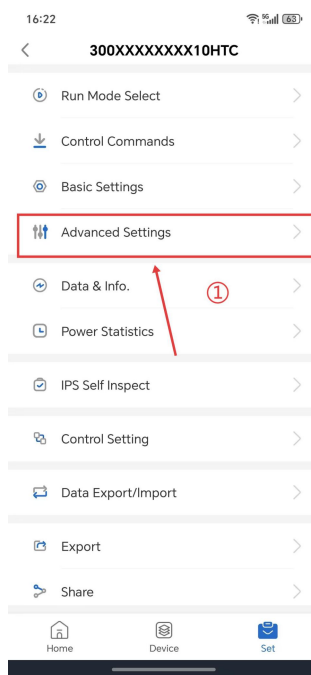 16:22
5G 63
300XXXXXXXX10HTC
Run Mode Select
Control Commands
Basic Settings
Advanced Settings
Data & Info.
①
Power Statistics
IPS Self Inspect
Control Setting
Data Export/Import
Export
Share
Home Device Set